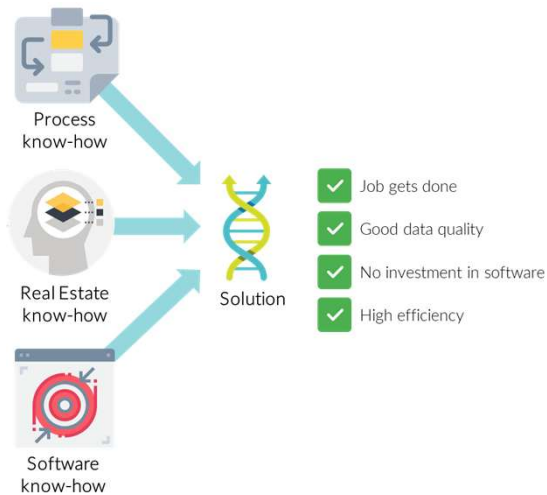 Process
know-how
Real Estate
know-how
Software
know-how
Solution
Job gets done
Good data quality
No investment in software
High efficiency